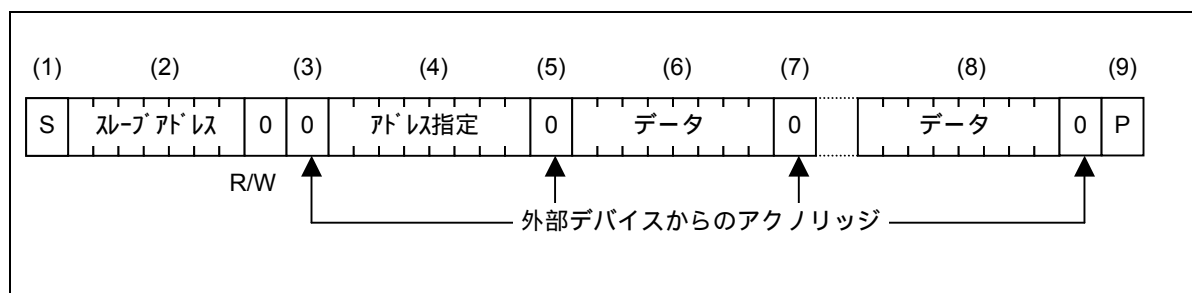 (1) (2) (3) (4) (5) (6) (7) (8) (9)
S ｽﾚｰﾌﾞｱﾄﾞﾚｽ 0 0 ｱﾄﾞﾚｽ指定 0 データ 0 データ 0 P
R/W
外部デバイスからのアクノリッジ